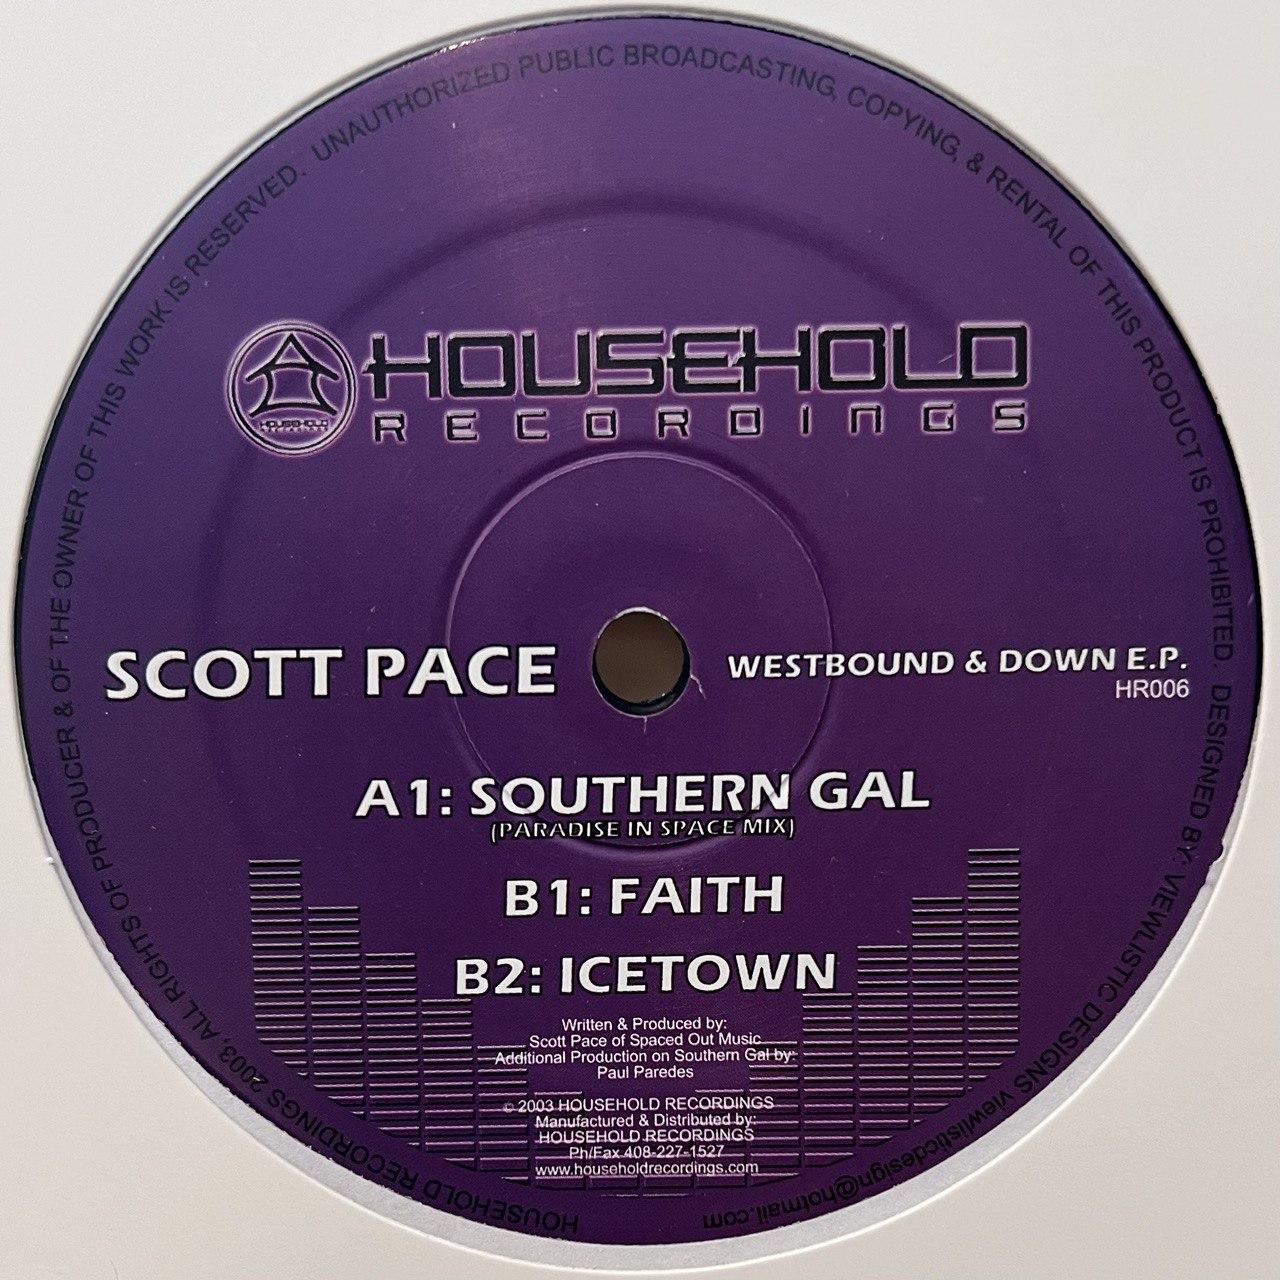 HOUSEHOLD RECORDINGS 2003. ALL RIGHTS OF PRODUCER & OF THE OWNER OF THIS WORK IS RESERVED. UNAUTHORIZED PUBLIC BROADCASTING, COPYING, & RENTAL OF THIS PRODUCT IS PROHIBITED. DESIGNED BY: VIEWLISTIC DESIGNS viewlisticdesign@hotmail.com
HOUSEHOLD
RECORDINGS
HOUSEHOLD
RECORDINGS
SCOTT PACE
WESTBOUND & DOWN E.P.
HR006
A1: SOUTHERN GAL
(PARADISE IN SPACE MIX)
B1: FAITH
B2: ICETOWN
Written & Produced by:
Scott Pace of Spaced Out Music
Additional Production on Southern Gal by:
Paul Paredes
© 2003 HOUSEHOLD RECORDINGS
Manufactured & Distributed by:
HOUSEHOLD RECORDINGS
Ph/Fax 408-227-1527
www.householdrecordings.com